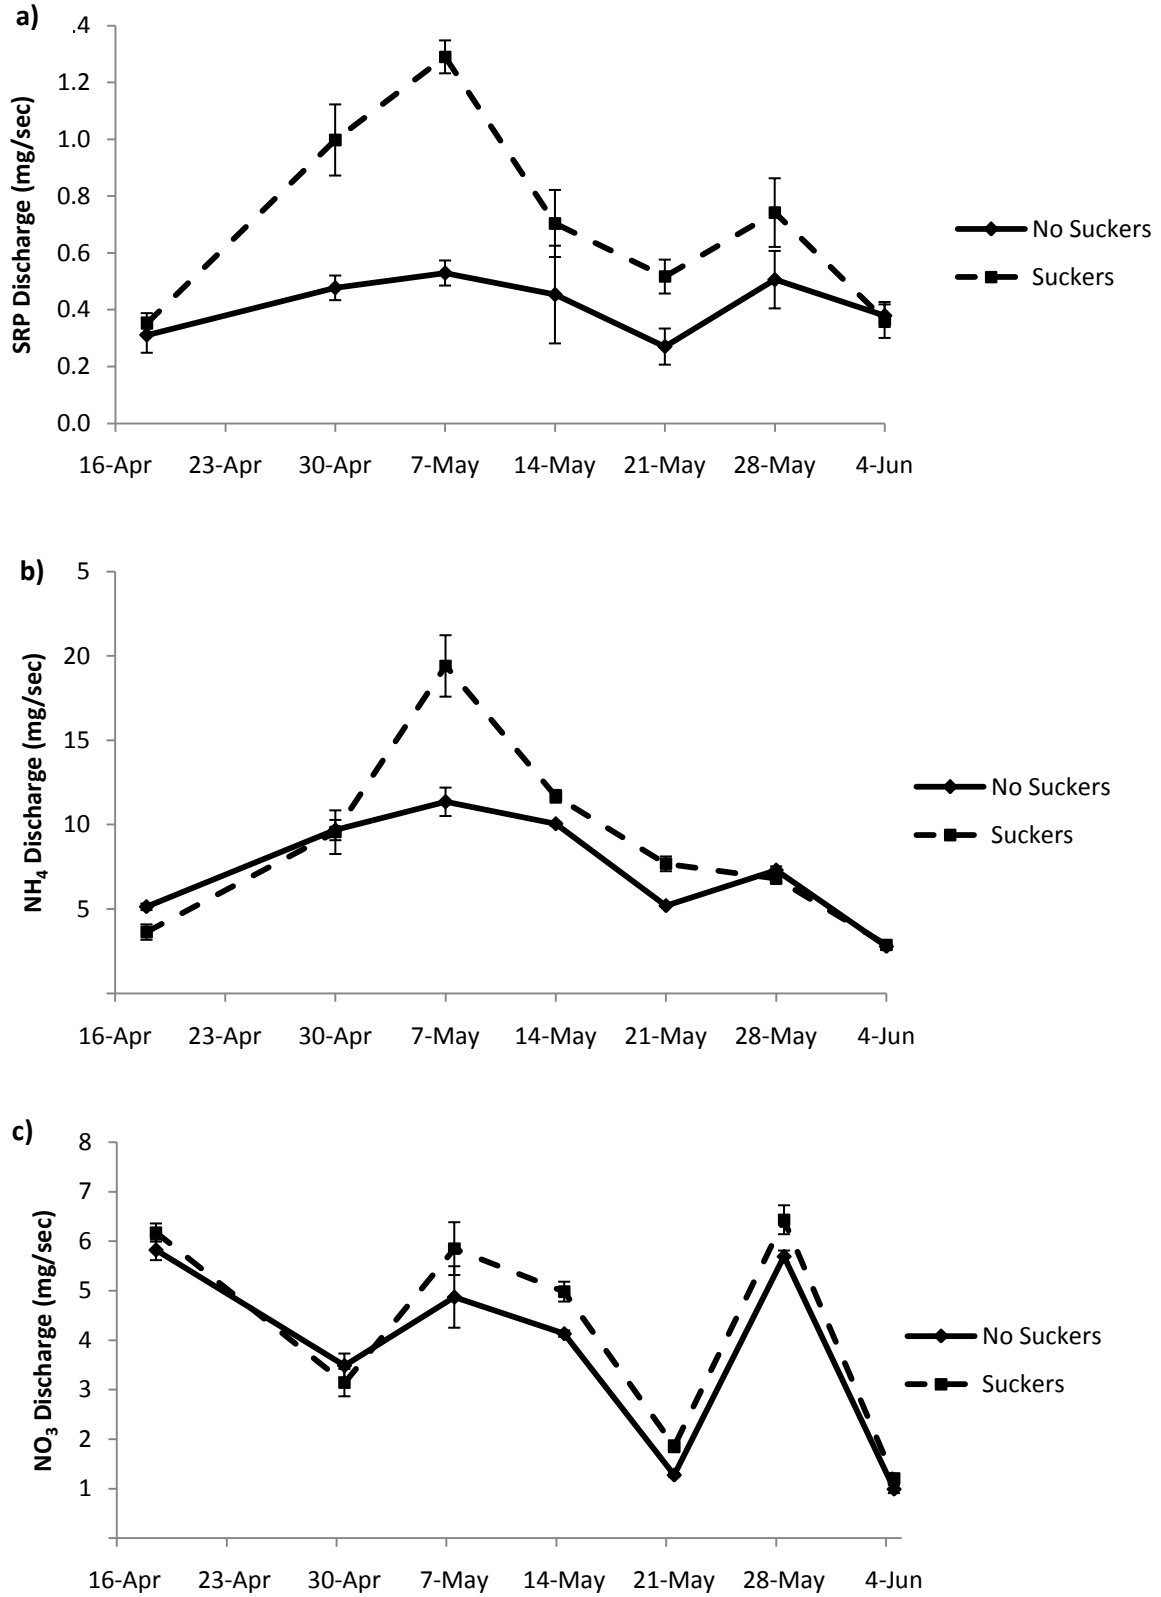 a)
.4
1.2
1.0
0.8
0.6
0.4
0.2
0.0
SRP Discharge (mg/sec)
16-Apr 23-Apr 30-Apr 7-May 14-May 21-May 28-May 4-Jun
No Suckers
Suckers
b)
5
20
15
10
5
NH4 Discharge (mg/sec)
16-Apr 23-Apr 30-Apr 7-May 14-May 21-May 28-May 4-Jun
No Suckers
Suckers
c)
8
7
6
5
4
3
2
1
NO3 Discharge (mg/sec)
16-Apr 23-Apr 30-Apr 7-May 14-May 21-May 28-May 4-Jun
No Suckers
Suckers